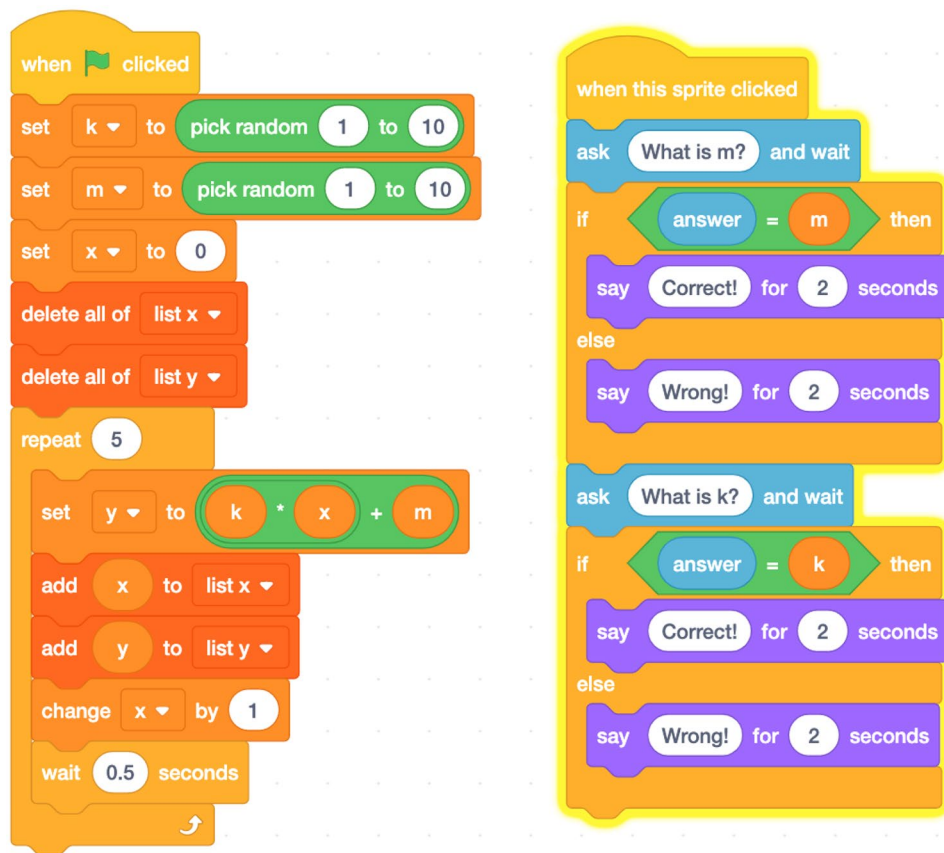 when clicked
set k to pick random 1 to 10
set m to pick random 1 to 10
set x to 0
delete all of list x
delete all of list y
repeat 5
set y to k * x + m
add x to list x
add y to list y
change x by 1
wait 0.5 seconds
when this sprite clicked
ask What is m? and wait
if answer = m then
say Correct! for 2 seconds
else
say Wrong! for 2 seconds
ask What is k? and wait
if answer = k then
say Correct! for 2 seconds
else
say Wrong! for 2 seconds